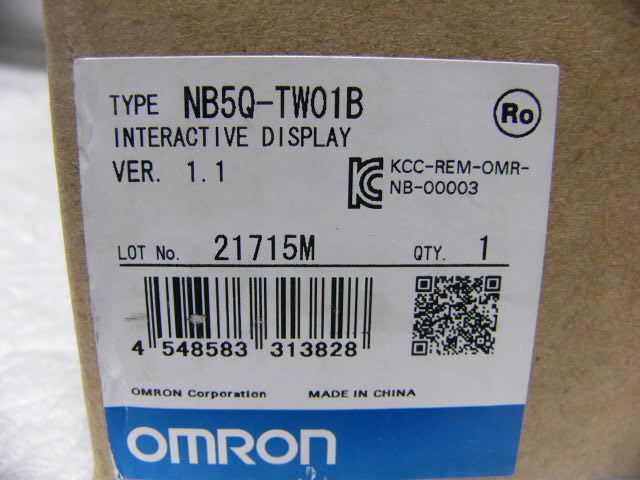 TYPE NB5Q-TW01B
Ro
INTERACTIVE DISPLAY
VER. 1.1
KCC-REM-OMR-
NB-00003
LOT No. 21715M
QTY. 1
4 548583 313828
OMRON Corporation MADE IN CHINA
OMRON